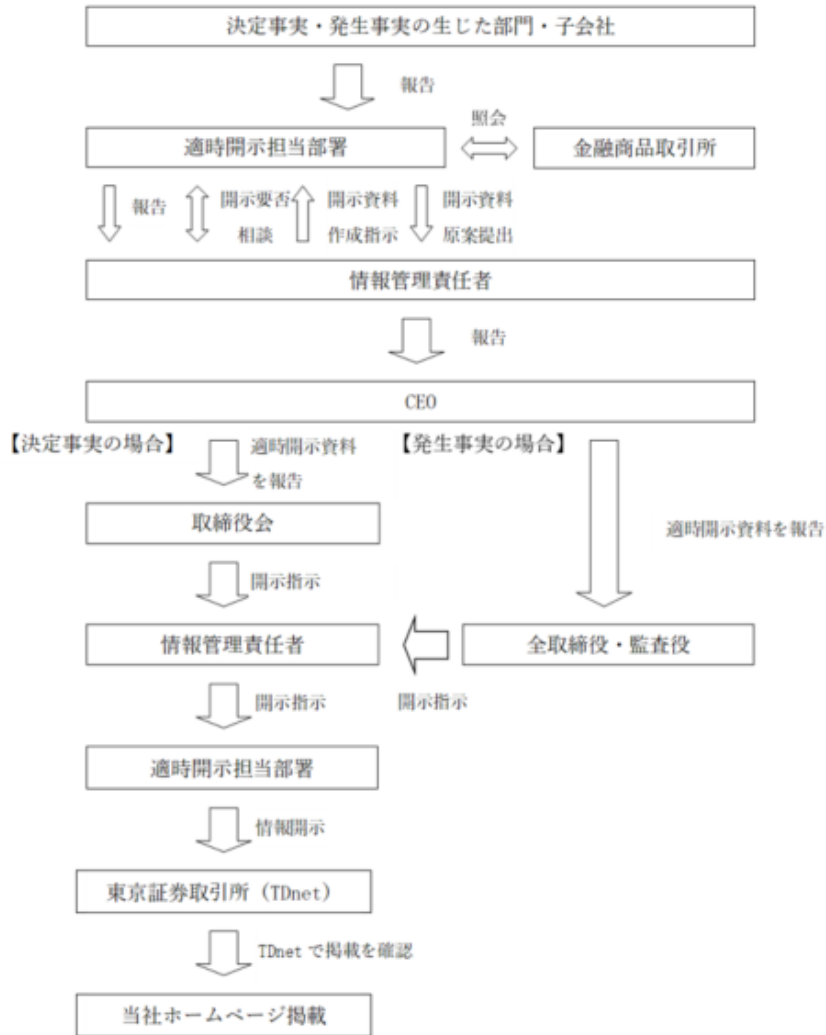 決定事実・発生事実の生じた部門・子会社
報告
照会
適時開示担当部署
金融商品取引所
報告
開示要否
相談
開示資料
作成指示
開示資料
原案提出
情報管理責任者
報告
CEO
【決定事実の場合】
適時開示資料
を報告
【発生事実の場合】
取締役会
適時開示資料を報告
開示指示
情報管理責任者
全取締役・監査役
開示指示
開示指示
適時開示担当部署
情報開示
東京証券取引所(TDnet)
TDnet で掲載を確認
当社ホームページ掲載